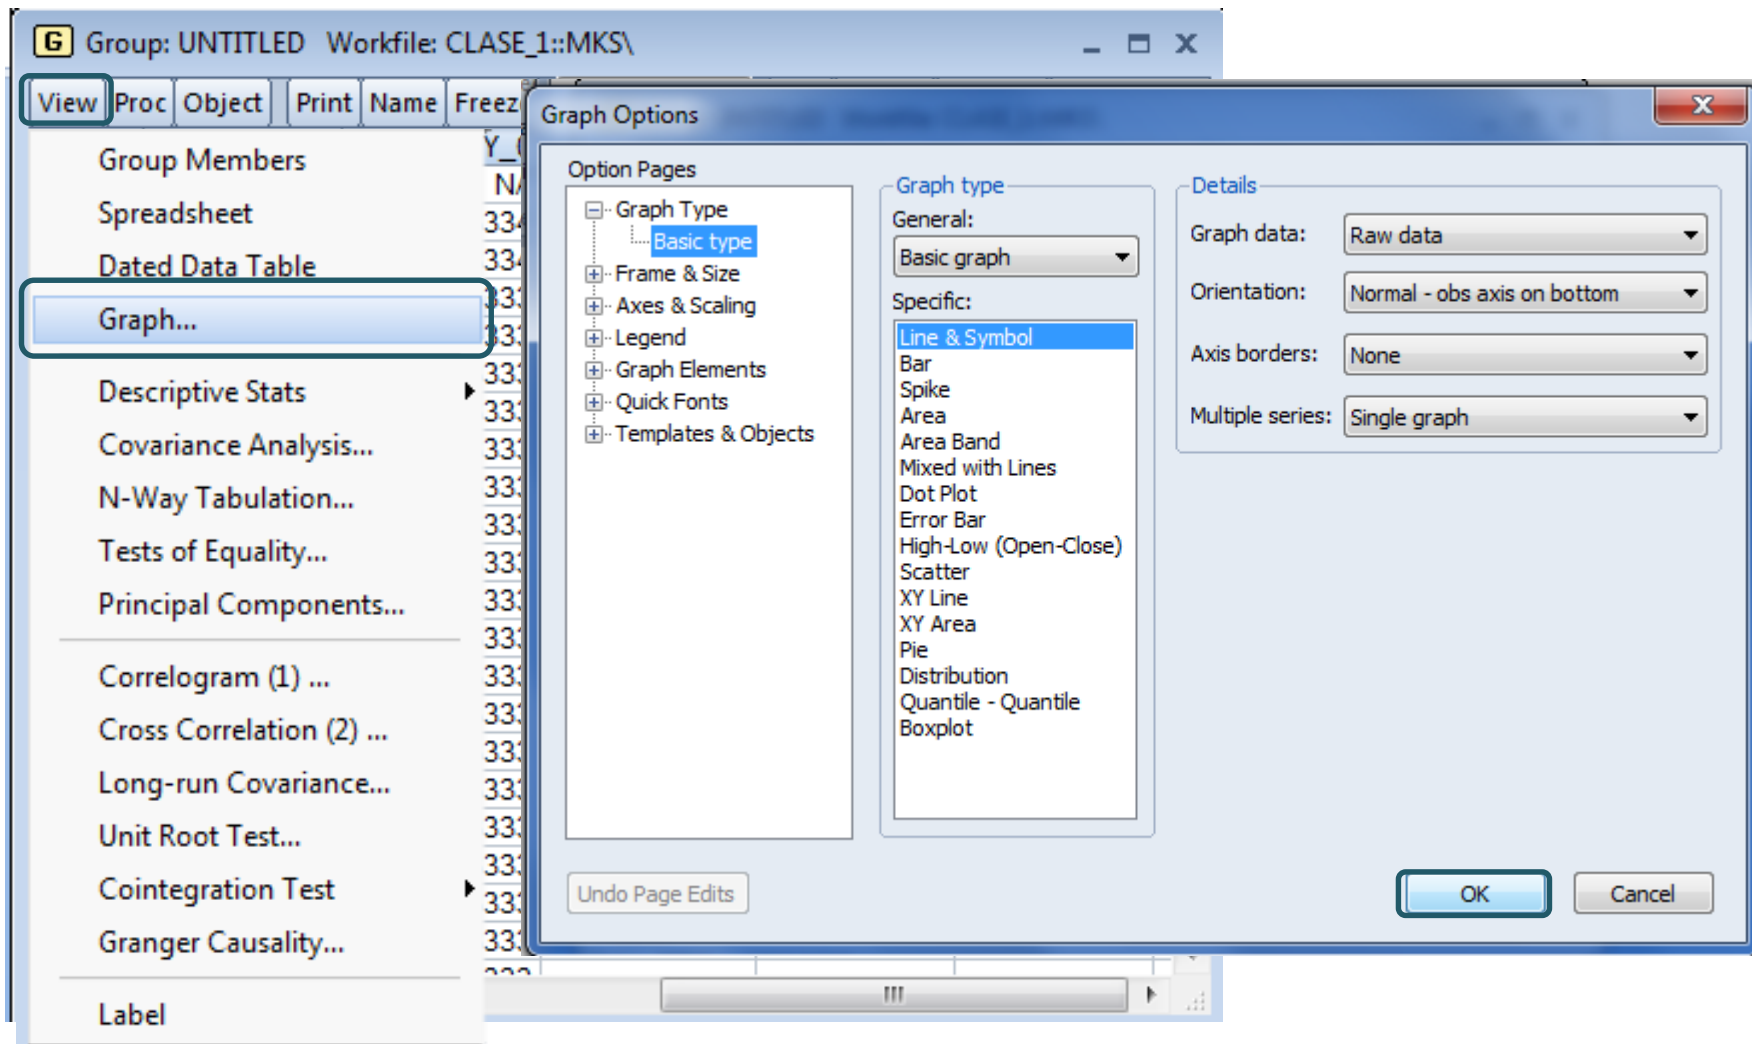 G Group: UNTITLED Workfile: CLASE_1::MKS\
View Proc Object Print Name Freez
Group Members
Spreadsheet
Dated Data Table
Graph...
Descriptive Stats
Covariance Analysis...
N-Way Tabulation...
Tests of Equality...
Principal Components...
Correlogram (1) ...
Cross Correlation (2) ...
Long-run Covariance...
Unit Root Test...
Cointegration Test
Granger Causality...
Label
Graph Options
Option Pages
Graph Type
Basic type
Frame & Size
Axes & Scaling
Legend
Graph Elements
Quick Fonts
Templates & Objects
Undo Page Edits
Graph type
General:
Basic graph
Specific:
Line & Symbol
Bar
Spike
Area
Area Band
Mixed with Lines
Dot Plot
Error Bar
High-Low (Open-Close)
Scatter
XY Line
XY Area
Pie
Distribution
Quantile - Quantile
Boxplot
Details
Graph data: Raw data
Orientation: Normal - obs axis on bottom
Axis borders: None
Multiple series: Single graph
OK Cancel